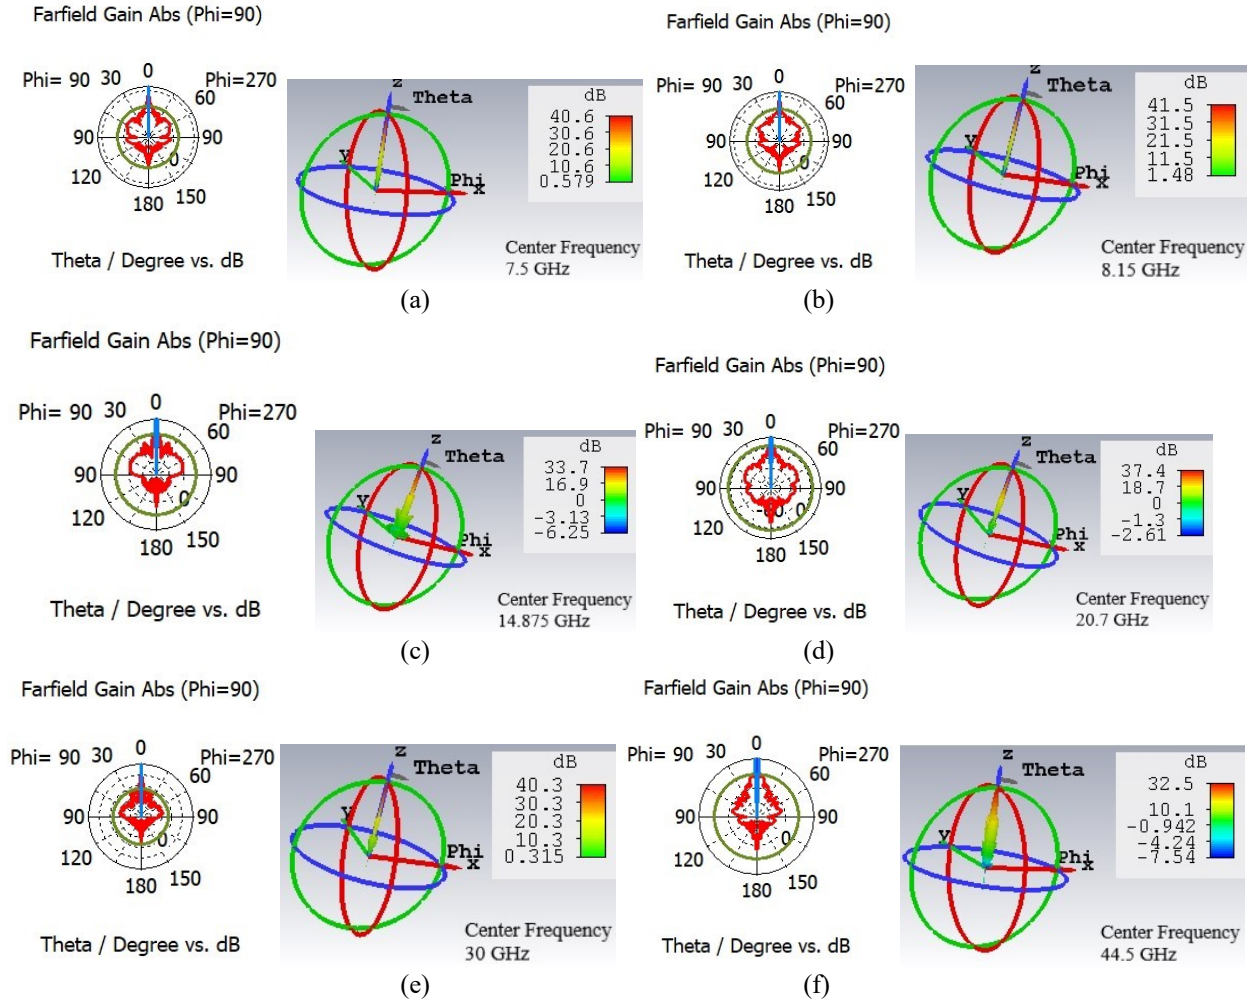 Farfield Gain Abs (Phi=90)
Phi= 90 30 0 Phi=270
60
90 90
0
120 150
180
Theta / Degree vs. dB
z
Theta
y
Phi
x
dB
40.6
30.6
20.6
10.6
0.579
Center Frequency
7.5 GHz
(a)
Farfield Gain Abs (Phi=90)
Phi= 90 30 0 Phi=270
60
90 90
0
120 150
180
Theta / Degree vs. dB
z
Theta
y
Phi
x
dB
41.5
31.5
21.5
11.5
1.48
Center Frequency
8.15 GHz
(b)
Farfield Gain Abs (Phi=90)
Phi= 90 30 0 Phi=270
60
90 90
0
120 150
180
Theta / Degree vs. dB
z
Theta
y
Phi
x
dB
33.7
16.9
0
-3.13
-6.25
Center Frequency
14.875 GHz
(c)
Farfield Gain Abs (Phi=90)
Phi= 90 30 0 Phi=270
60
90 90
0
120 150
180
Theta / Degree vs. dB
z
Theta
y
Phi
x
dB
37.4
18.7
0
-1.3
-2.61
Center Frequency
20.7 GHz
(d)
Farfield Gain Abs (Phi=90)
Phi= 90 30 0 Phi=270
60
90 90
0
120 150
180
Theta / Degree vs. dB
z
Theta
y
Phi
x
dB
40.3
30.3
20.3
10.3
0.315
Center Frequency
30 GHz
(e)
Farfield Gain Abs (Phi=90)
Phi= 90 30 0 Phi=270
60
90 90
0
120 150
180
Theta / Degree vs. dB
z
Theta
y
Phi
x
dB
32.5
10.1
-0.942
-4.24
-7.54
Center Frequency
44.5 GHz
(f)